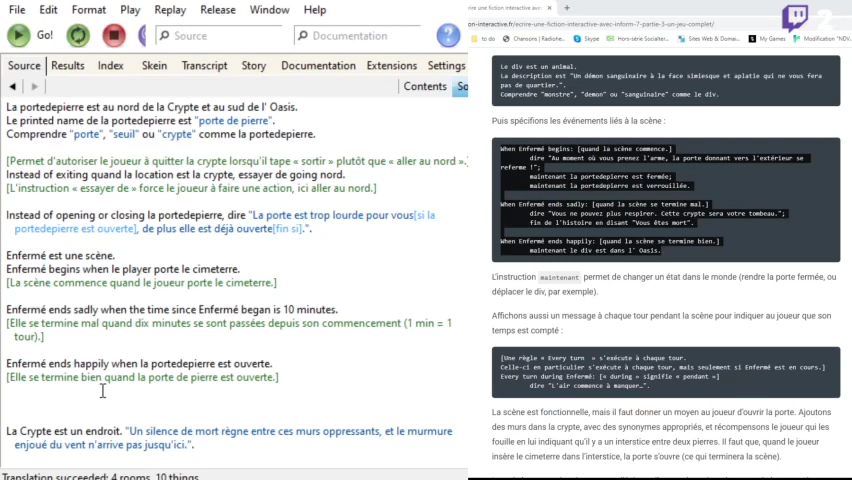 File Edit Format Play Replay Release Window Help
Go! Search Documentation
Source Results Index Skein Transcript Story Documentation Extensions Settings
Contents So
La portedepierre est au nord de la Crypte et au sud de l' Oasis.
Le printed name de la portedepierre est "porte de pierre".
Comprendre "porte", "seuil" ou "crypte" comme la portedepierre.
[Permet d'autoriser le joueur à quitter la crypte lorsqu'il tape « sortir » plutôt que « aller au nord ».]
Instead of exiting quand la location est la crypte, essayer de going nord.
[L'instruction « essayer de » force le joueur à faire une action, ici aller au nord.]
Instead of opening or closing la portedepierre, dire "La porte est trop lourde pour vous[si la
portedepierre est ouverte], de plus elle est déjà ouverte[fin si].".
Enfermé est une scène.
Enfermé begins when le player porte le cimeterre.
[La scène commence quand le joueur porte le cimeterre.]
Enfermé ends sadly when the time since Enfermé began is 10 minutes.
[Elle se termine mal quand dix minutes se sont passées depuis son commencement (1 min = 1
tour).]
Enfermé ends happily when la portedepierre est ouverte.
[Elle se termine bien quand la porte de pierre est ouverte.]
La Crypte est un endroit. "Un silence de mort règne entre ces murs oppressants, et le murmure
enjoué du vent n'arrive pas jusqu'ici.".
Translation succeeded: 4 rooms, 10 things.
rire une fiction interactive avec
on-interactive.fr/ecrire-une-fiction-interactive-avec-inform-7-partie-3-un-jeu-complet/
to do Chansons | Radiohe... Skype Hors-série Socialter... Sites Web & Domai... My Games Modification "NDV...
2
Le div est un animal.
La description est "Un démon sanguinaire à la face simiesque et aplatie qui ne vous fera
pas de quartier.".
Comprendre "monstre", "demon" ou "sanguinaire" comme le div.
Puis spécifions les événements liés à la scène :
When Enfermé begins: [quand la scène commence.]
dire "Au moment où vous prenez l'arme, la porte donnant vers l'extérieur se
referme !";
maintenant la portedepierre est fermée;
maintenant la portedepierre est verrouillée.
When Enfermé ends sadly: [quand la scène se termine mal.]
dire "Vous ne pouvez plus respirer. Cette crypte sera votre tombeau.";
fin de l'histoire en disant "Vous êtes mort".
When Enfermé ends happily: [quand la scène se termine bien.]
maintenant le div est dans l' Oasis.
L'instruction maintenant permet de changer un état dans le monde (rendre la porte fermée, ou
déplacer le div, par exemple).
Affichons aussi un message à chaque tour pendant la scène pour indiquer au joueur que son
temps est compté :
[Une règle « Every turn » s'exécute à chaque tour.
Celle-ci en particulier s'exécute à chaque tour, mais seulement si Enfermé est en cours.]
Every turn during Enfermé: [« during » signifie « pendant »]
dire "L'air commence à manquer…".
La scène est fonctionnelle, mais il faut donner un moyen au joueur d'ouvrir la porte. Ajoutons
des murs dans la crypte, avec des synonymes appropriés, et récompensons le joueur qui les
fouille en lui indiquant qu'il y a un interstice entre deux pierres. Il faut que, quand le joueur
insère le cimeterre dans l'interstice, la porte s'ouvre (ce qui terminera la scène).